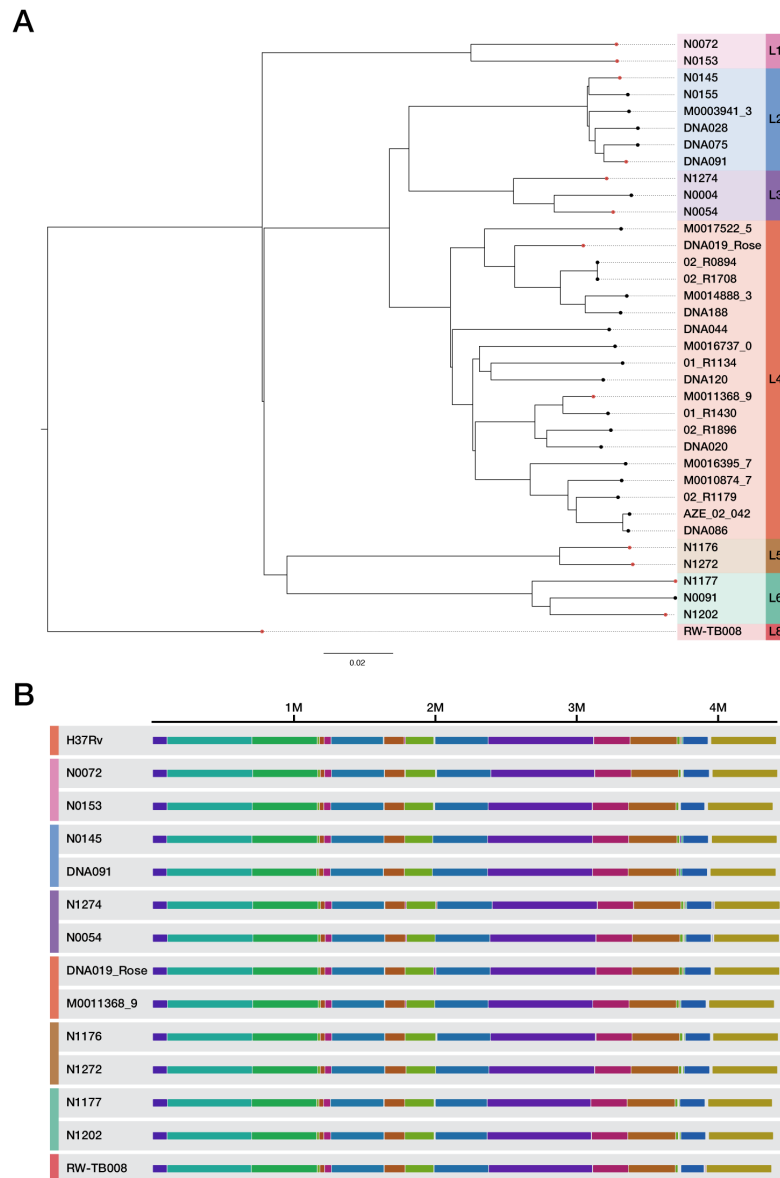 A
N0072
N0153
L1
N0145
N0155
M0003941_3
DNA028
DNA075
DNA091
L2
N1274
N0004
N0054
L3
M0017522_5
DNA019_Rose
02_R0894
02_R1708
M0014888_3
DNA188
DNA044
M0016737_0
01_R1134
DNA120
M0011368_9
01_R1430
02_R1896
DNA020
M0016395_7
M0010874_7
02_R1179
AZE_02_042
DNA086
L4
N1176
N1272
L5
N1177
N0091
N1202
L6
RW-TB008
L8
0.02
B
1M 2M 3M 4M
H37Rv
N0072
N0153
N0145
DNA091
N1274
N0054
DNA019_Rose
M0011368_9
N1176
N1272
N1177
N1202
RW-TB008